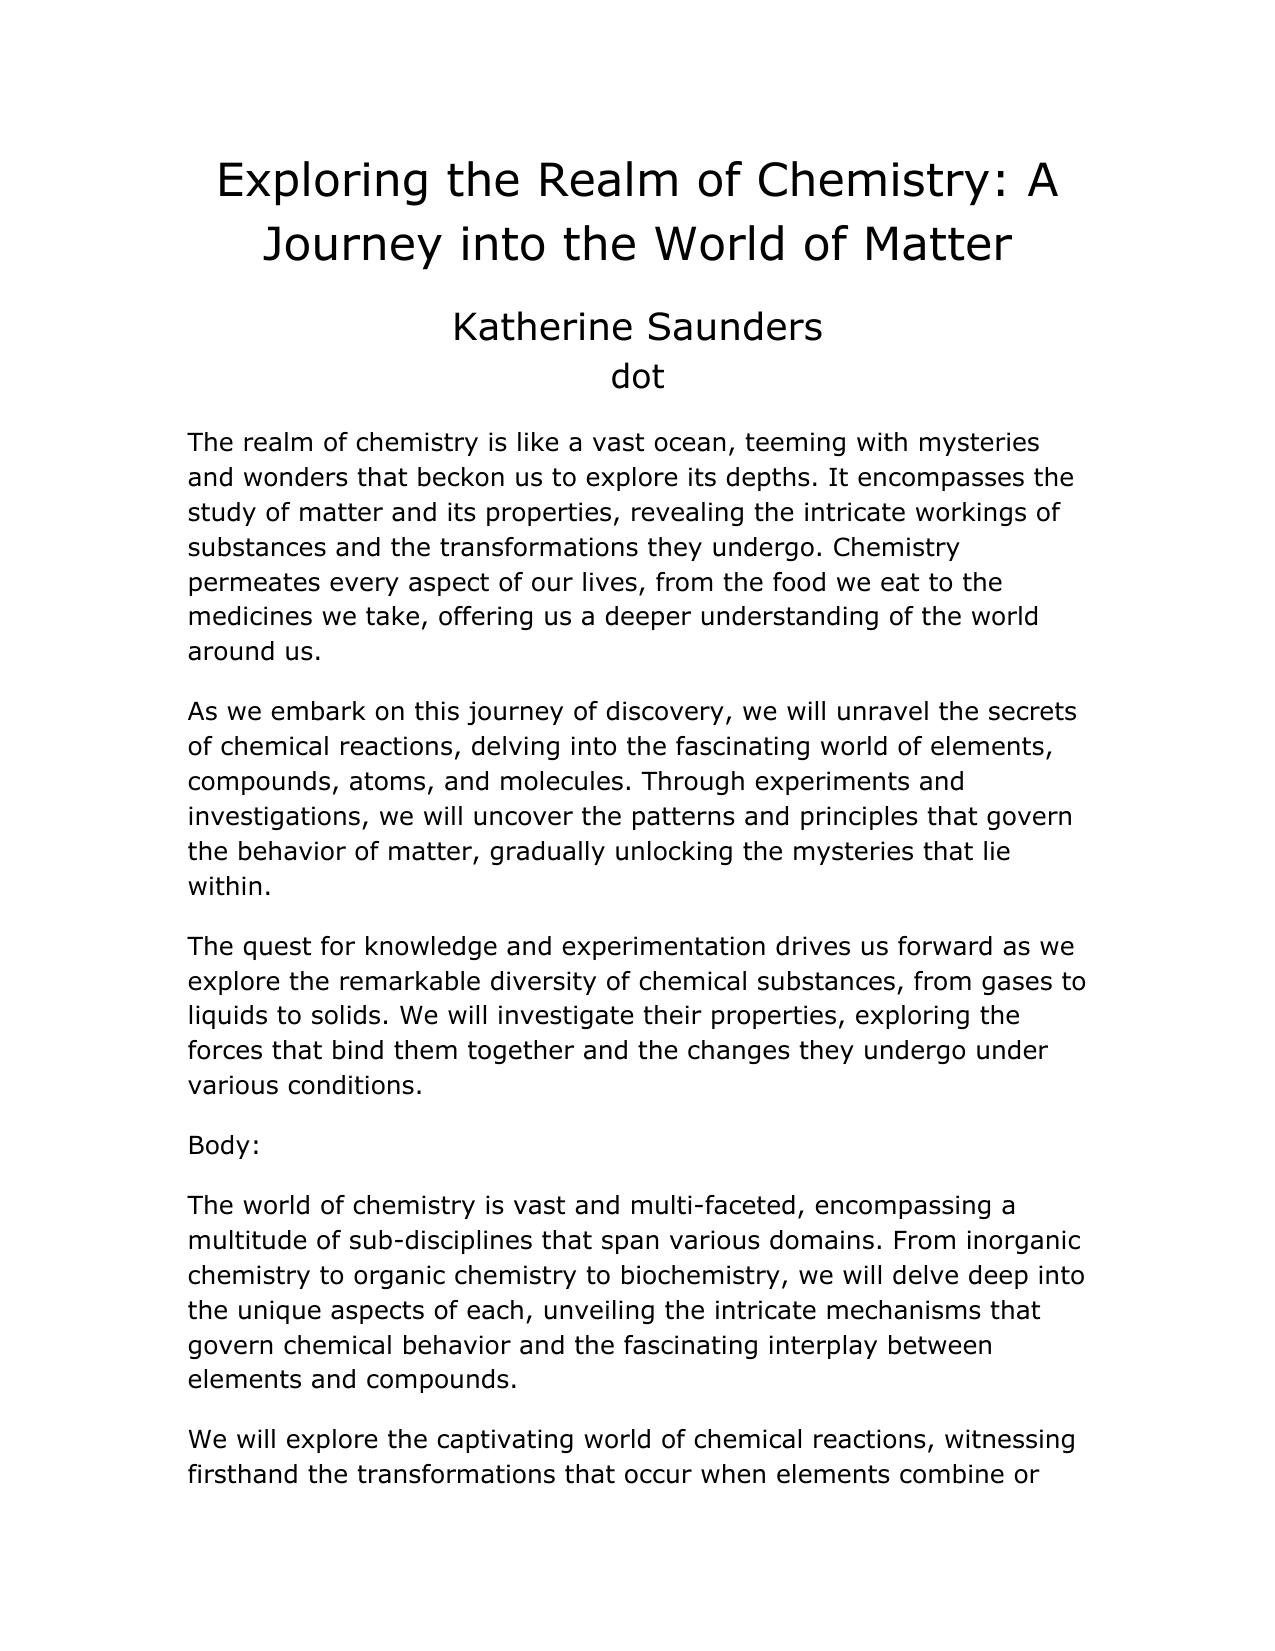 Exploring the Realm of Chemistry: A
Journey into the World of Matter
Katherine Saunders
dot
The realm of chemistry is like a vast ocean, teeming with mysteries
and wonders that beckon us to explore its depths. It encompasses the
study of matter and its properties, revealing the intricate workings of
substances and the transformations they undergo. Chemistry
permeates every aspect of our lives, from the food we eat to the
medicines we take, offering us a deeper understanding of the world
around us.
As we embark on this journey of discovery, we will unravel the secrets
of chemical reactions, delving into the fascinating world of elements,
compounds, atoms, and molecules. Through experiments and
investigations, we will uncover the patterns and principles that govern
the behavior of matter, gradually unlocking the mysteries that lie
within.
The quest for knowledge and experimentation drives us forward as we
explore the remarkable diversity of chemical substances, from gases to
liquids to solids. We will investigate their properties, exploring the
forces that bind them together and the changes they undergo under
various conditions.
Body:
The world of chemistry is vast and multi-faceted, encompassing a
multitude of sub-disciplines that span various domains. From inorganic
chemistry to organic chemistry to biochemistry, we will delve deep into
the unique aspects of each, unveiling the intricate mechanisms that
govern chemical behavior and the fascinating interplay between
elements and compounds.
We will explore the captivating world of chemical reactions, witnessing
firsthand the transformations that occur when elements combine or